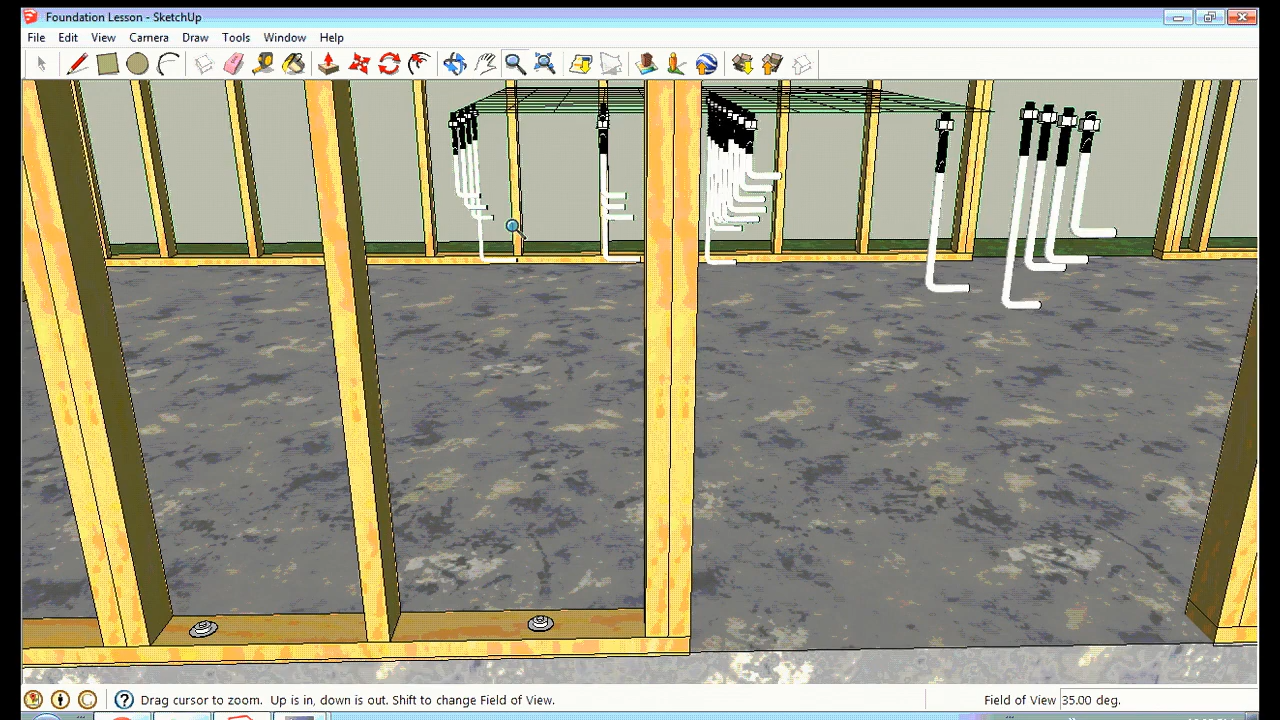 Foundation Lesson - SketchUp
File Edit View Camera Draw Tools Window Help
Drag cursor to zoom. Up is in, down is out. Shift to change Field of View. Field of View 35.00 deg.